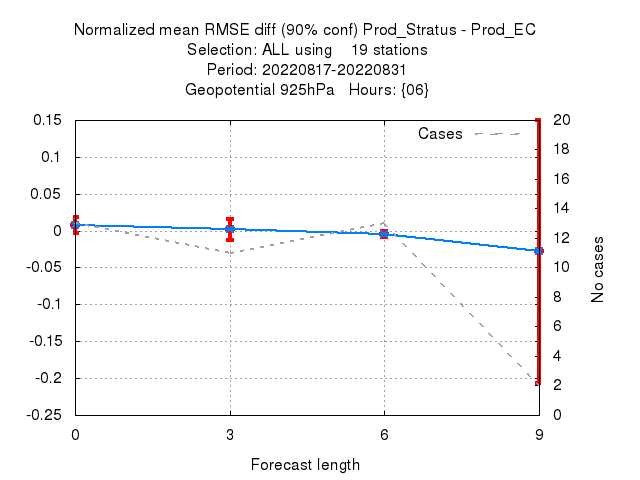 Normalized mean RMSE diff (90% conf) Prod_Stratus - Prod_EC
Selection: ALL using    19 stations
Period: 20220817-20220831
Geopotential 925hPa   Hours: {06}
Cases
0.15
0.1
0.05
0
-0.05
-0.1
-0.15
-0.2
-0.25
20
18
16
14
12
10
8
6
4
2
0
No cases
0 3 6 9
Forecast length